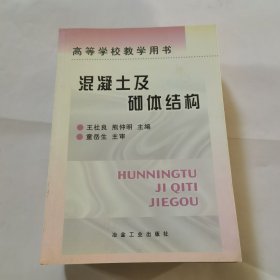 高等学校教学用书
混凝土及
砌体结构
●王社良 熊仲明 主编
●童岳生 主审
HUNNINGTU
JI QITI
JIEGOU
冶金工业出版社